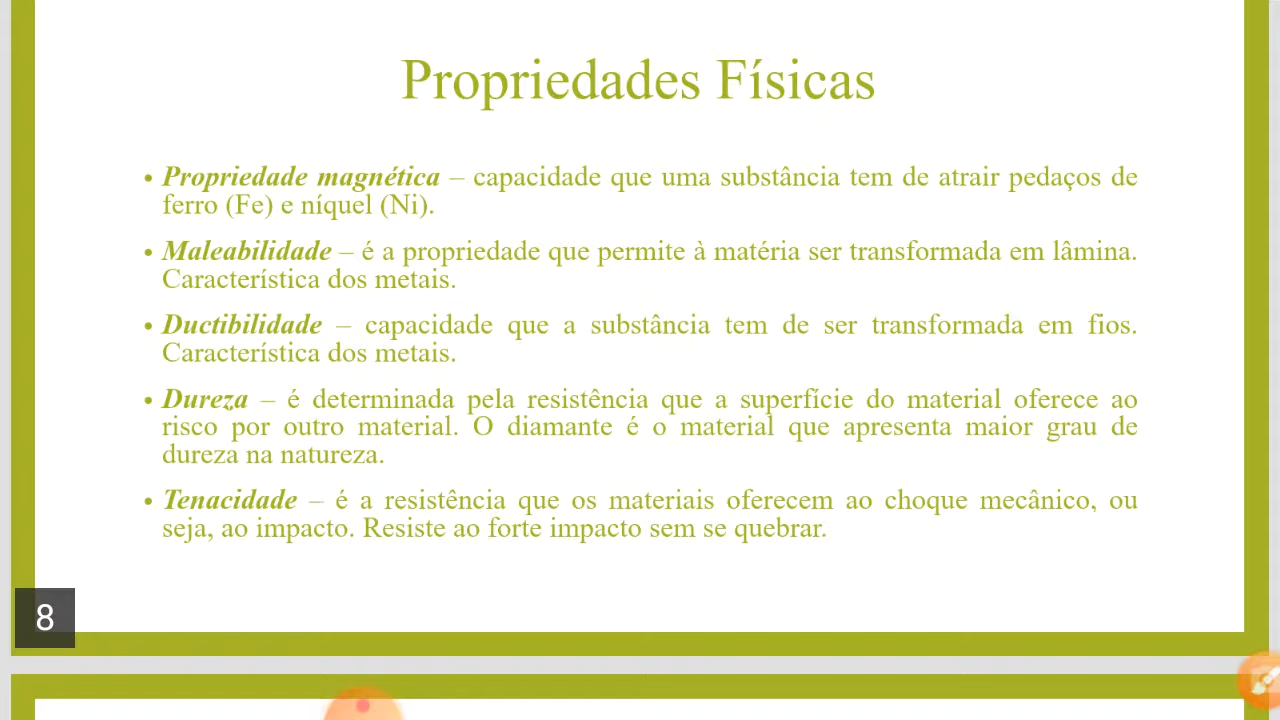 Propriedades Físicas
• Propriedade magnética – capacidade que uma substância tem de atrair pedaços de
ferro (Fe) e níquel (Ni).
• Maleabilidade – é a propriedade que permite à matéria ser transformada em lâmina.
Característica dos metais.
• Ductibilidade – capacidade que a substância tem de ser transformada em fios.
Característica dos metais.
• Dureza – é determinada pela resistência que a superfície do material oferece ao
risco por outro material. O diamante é o material que apresenta maior grau de
dureza na natureza.
• Tenacidade – é a resistência que os materiais oferecem ao choque mecânico, ou
seja, ao impacto. Resiste ao forte impacto sem se quebrar.
8